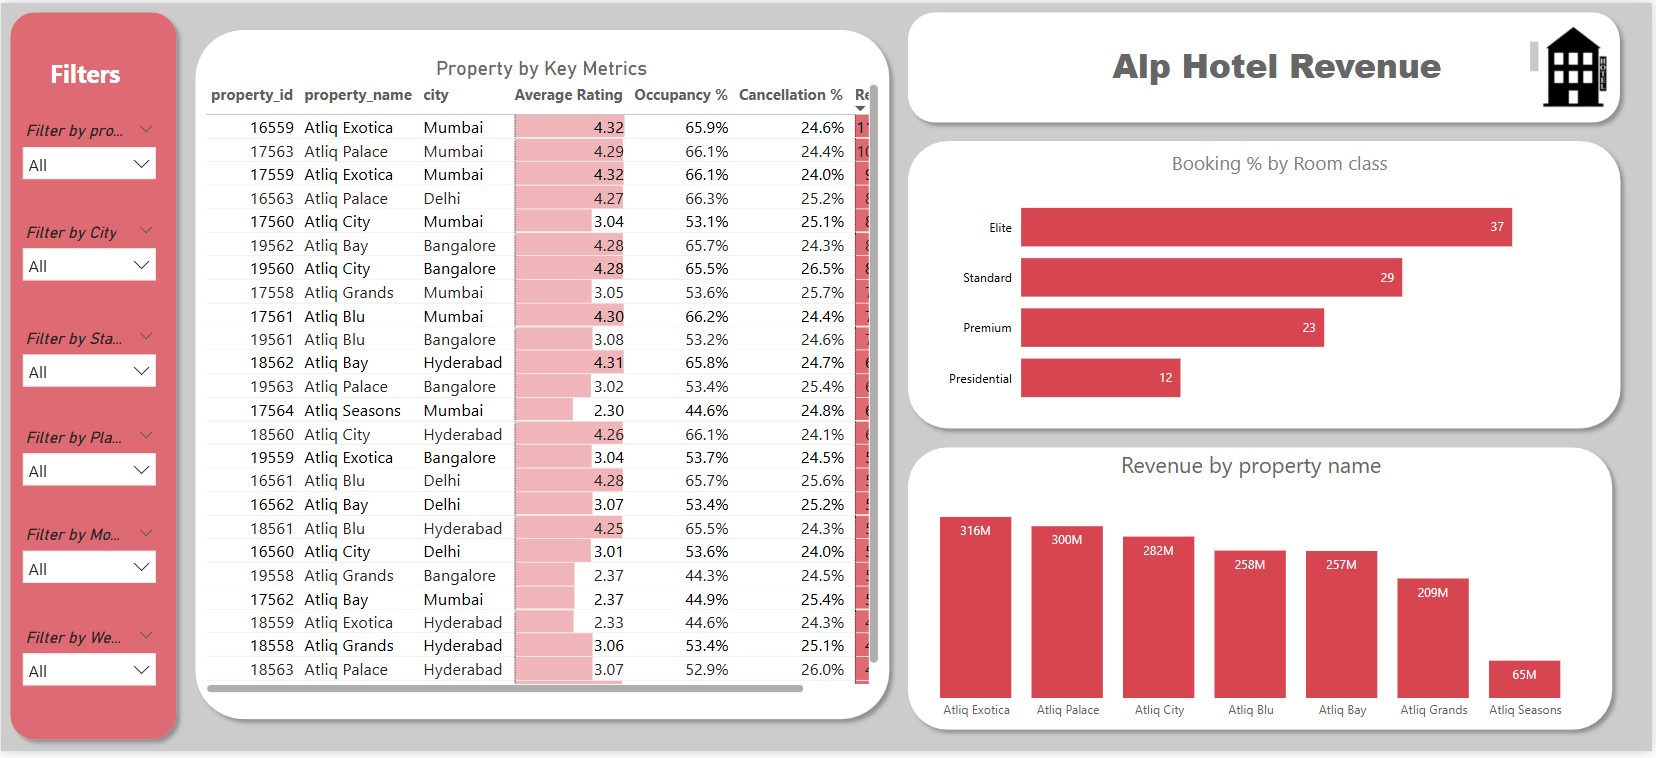 Filters
Filter by pro...
All
Filter by City
All
Filter by Sta...
All
Filter by Pla...
All
Filter by Mo...
All
Filter by We...
All
Property by Key Metrics
property_id property_name city Average Rating Occupancy % Cancellation % Re
16559 Atliq Exotica Mumbai 4.32 65.9% 24.6% 11
17563 Atliq Palace Mumbai 4.29 66.1% 24.4% 10
17559 Atliq Exotica Mumbai 4.32 66.1% 24.0%
16563 Atliq Palace Delhi 4.27 66.3% 25.2%
17560 Atliq City Mumbai 3.04 53.1% 25.1%
19562 Atliq Bay Bangalore 4.28 65.7% 24.3%
19560 Atliq City Bangalore 4.28 65.5% 26.5%
17558 Atliq Grands Mumbai 3.05 53.6% 25.7%
17561 Atliq Blu Mumbai 4.30 66.2% 24.4%
19561 Atliq Blu Bangalore 3.08 53.2% 24.6%
18562 Atliq Bay Hyderabad 4.31 65.8% 24.7%
19563 Atliq Palace Bangalore 3.02 53.4% 25.4%
17564 Atliq Seasons Mumbai 2.30 44.6% 24.8%
18560 Atliq City Hyderabad 4.26 66.1% 24.1%
19559 Atliq Exotica Bangalore 3.04 53.7% 24.5%
16561 Atliq Blu Delhi 4.28 65.7% 25.6%
16562 Atliq Bay Delhi 3.07 53.4% 25.2%
18561 Atliq Blu Hyderabad 4.25 65.5% 24.3%
16560 Atliq City Delhi 3.01 53.6% 24.0%
19558 Atliq Grands Bangalore 2.37 44.3% 24.5%
17562 Atliq Bay Mumbai 2.37 44.9% 25.4%
18559 Atliq Exotica Hyderabad 2.33 44.6% 24.3%
18558 Atliq Grands Hyderabad 3.06 53.4% 25.1%
18563 Atliq Palace Hyderabad 3.07 52.9% 26.0%
Alp Hotel Revenue
HOTEL
Booking % by Room class
Elite 37
Standard 29
Premium 23
Presidential 12
Revenue by property name
316M 300M 282M 258M 257M 209M 65M
Atliq Exotica Atliq Palace Atliq City Atliq Blu Atliq Bay Atliq Grands Atliq Seasons